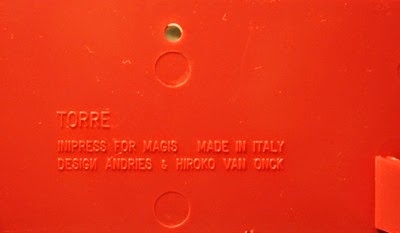 TORRE
INIPRESS FOR MAGIS MADE IN ITALY
DESIGN ANDRIES & HIROKO VAN ONCK